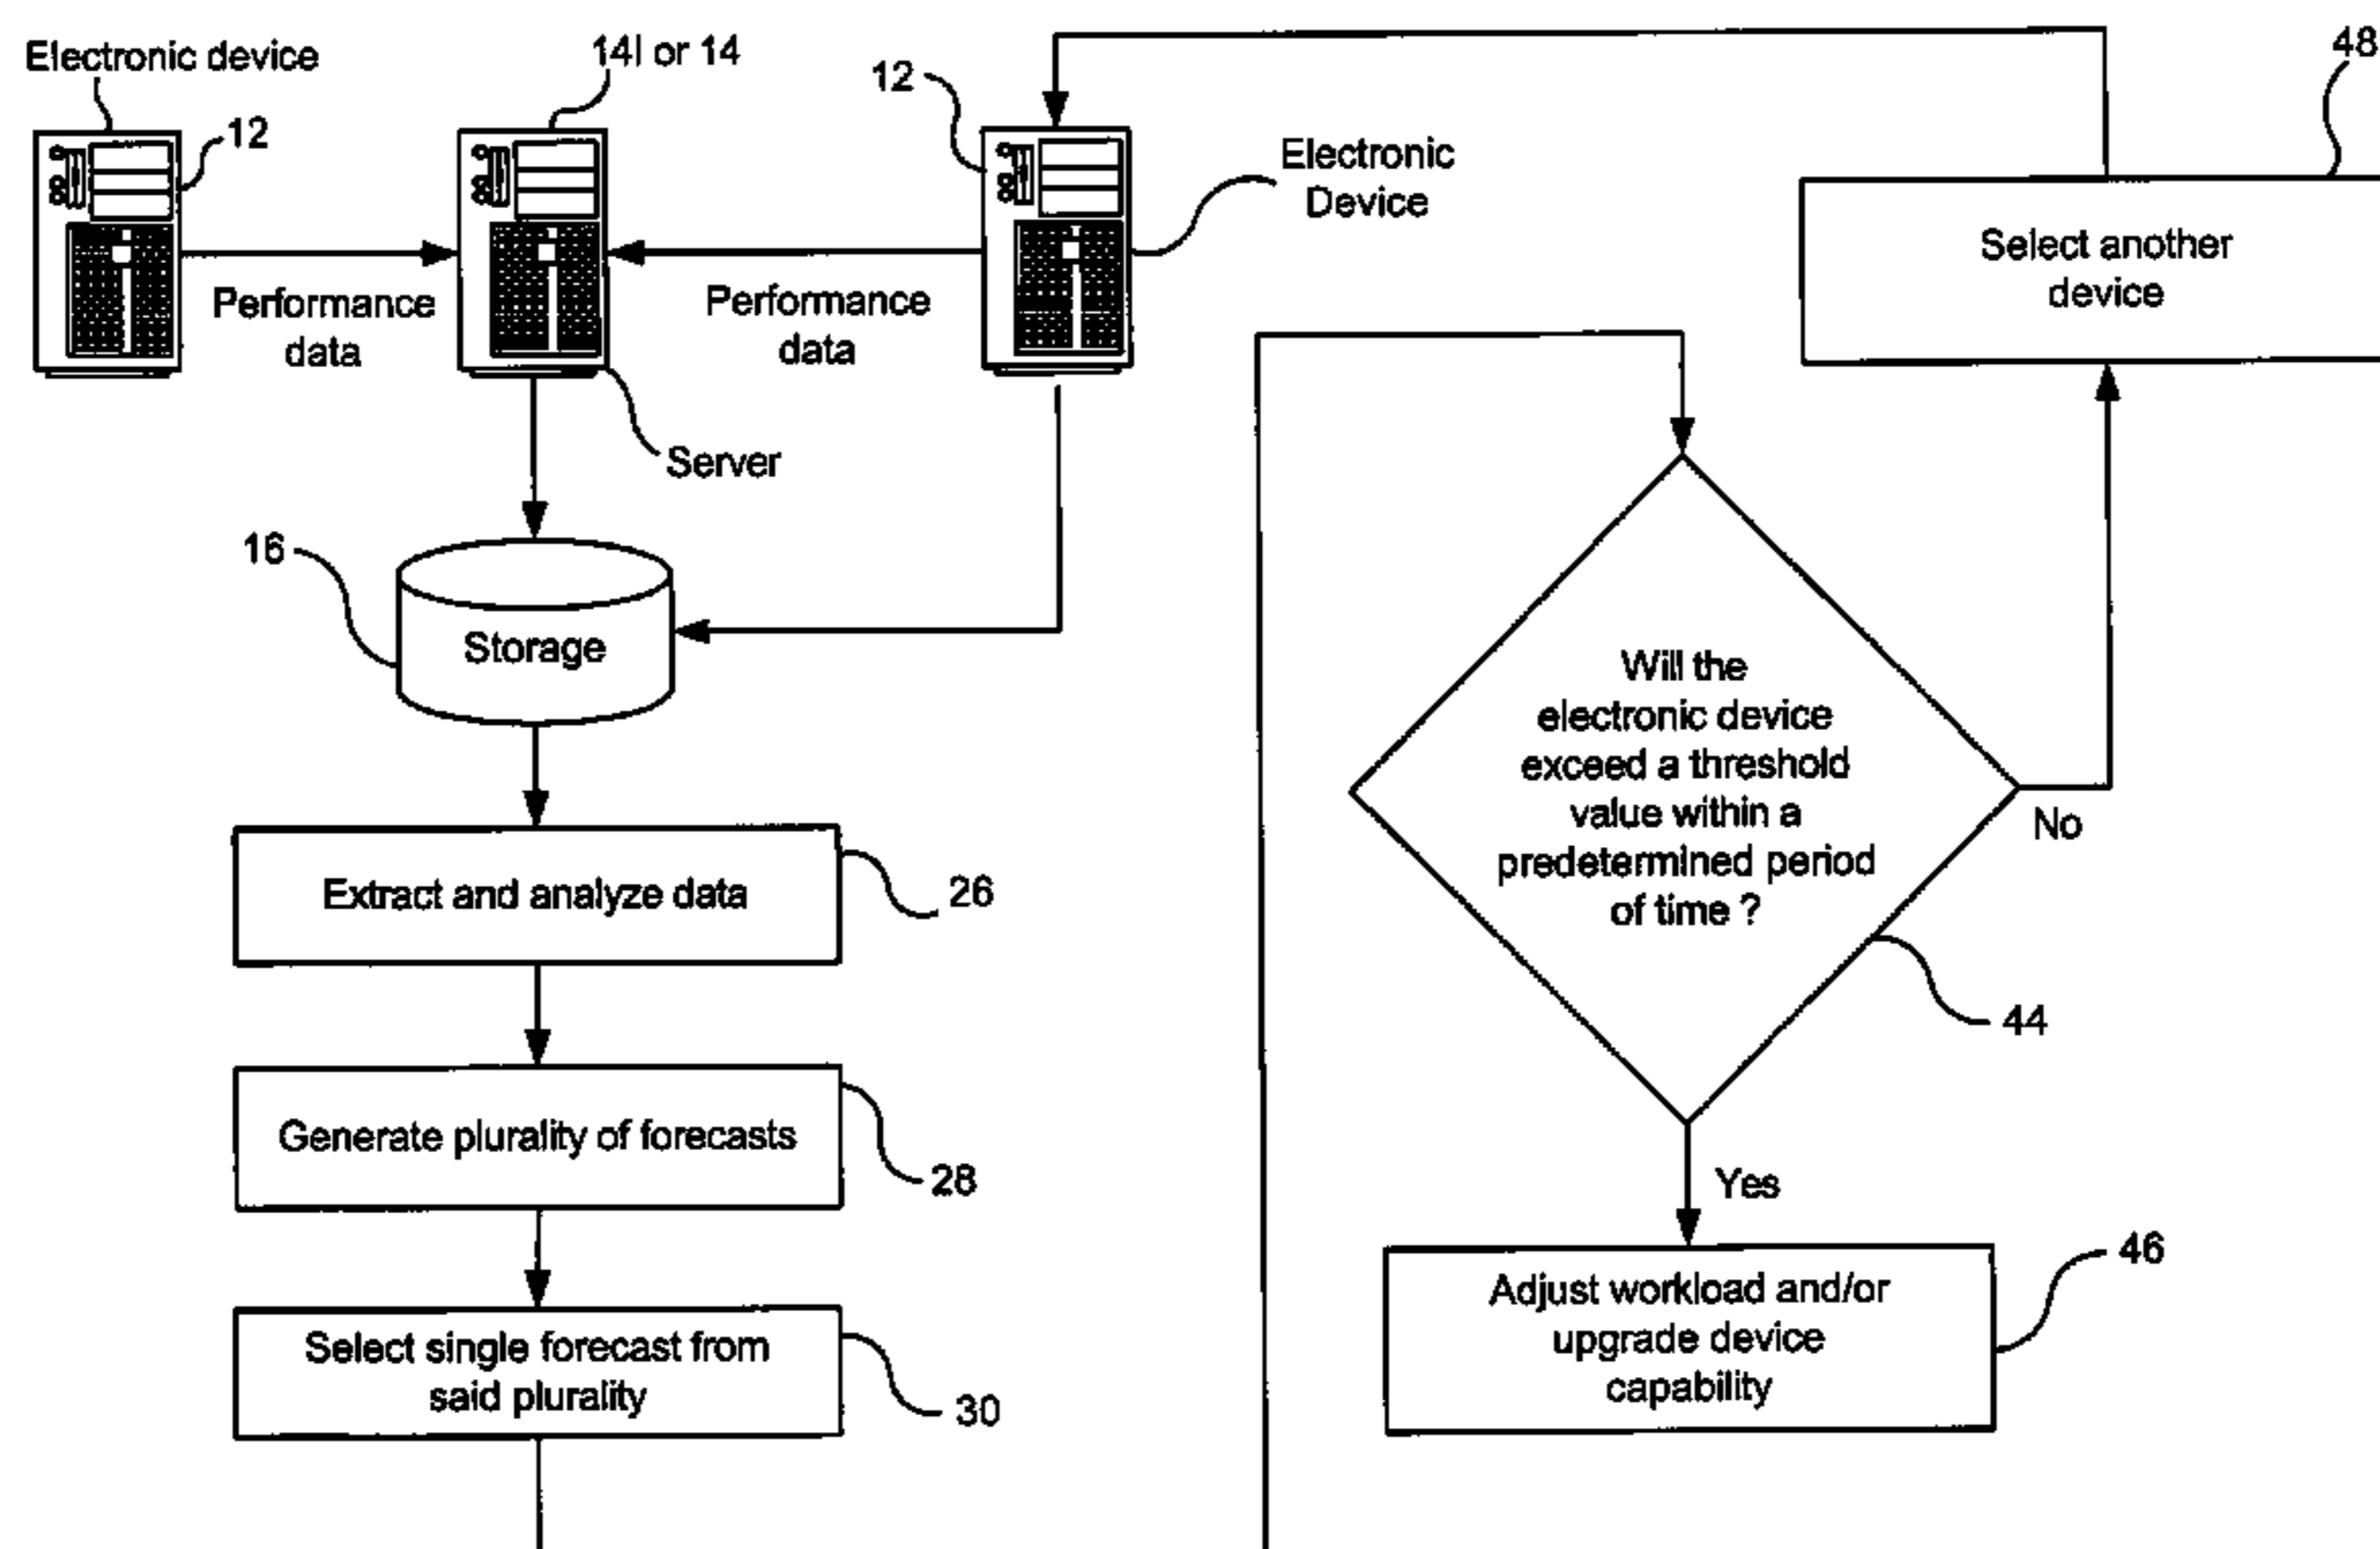 Electronic device
14I or 14
12
48
12
Electronic
Device
Select another
device
Performance
data
Performance
data
Server
16
Storage
Will the
electronic device
exceed a threshold
value within a
predetermined period
of time ?
No
Extract and analyze data
26
44
Generate plurality of forecasts
28
Yes
46
Adjust workload and/or
upgrade device
capability
Select single forecast from
said plurality
30